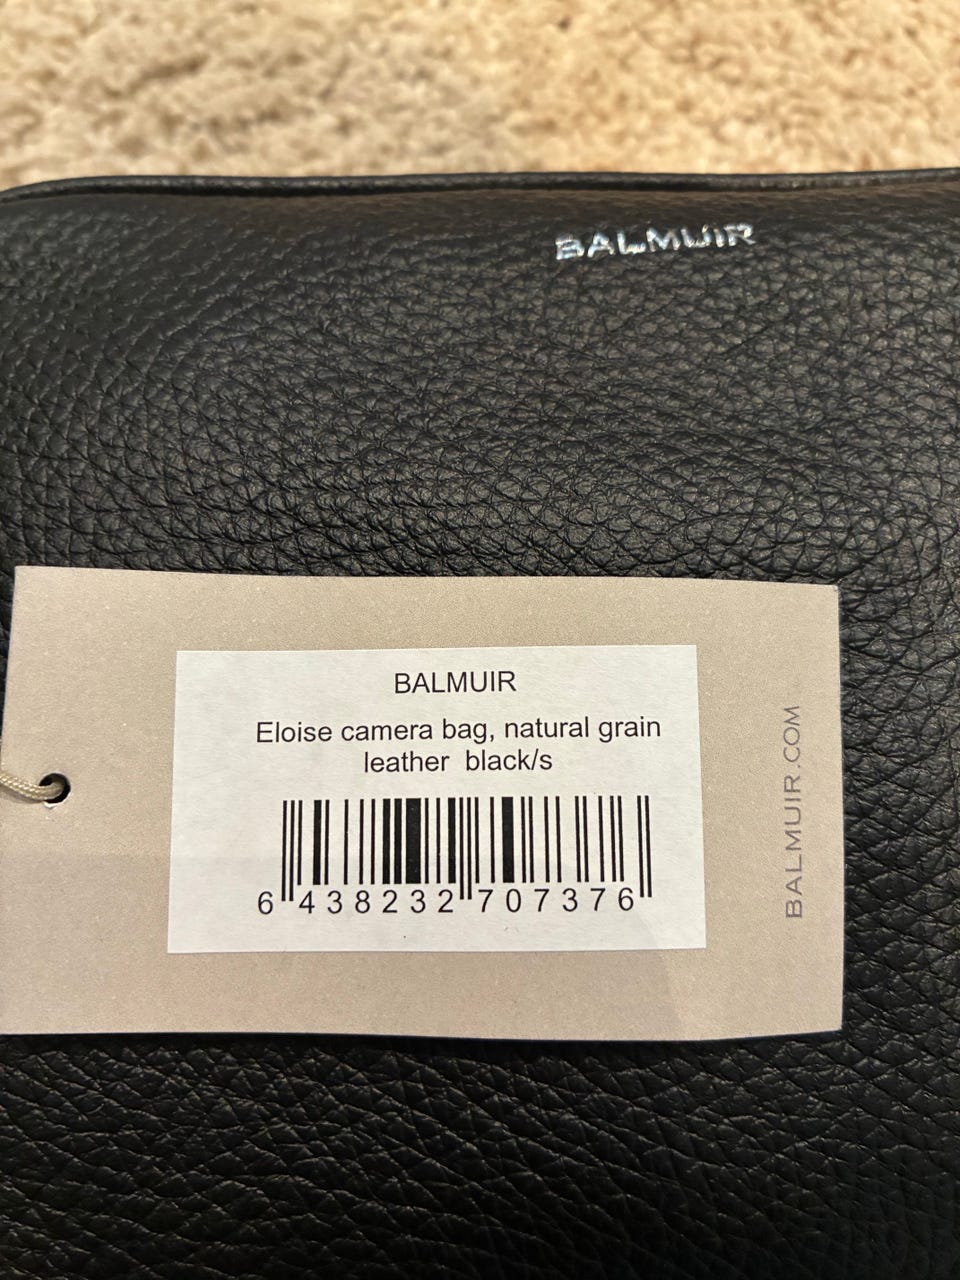 BALMUIR
BALMUIR
Eloise camera bag, natural grain
leather black/s
6 438232 707376
BALMUIR.COM